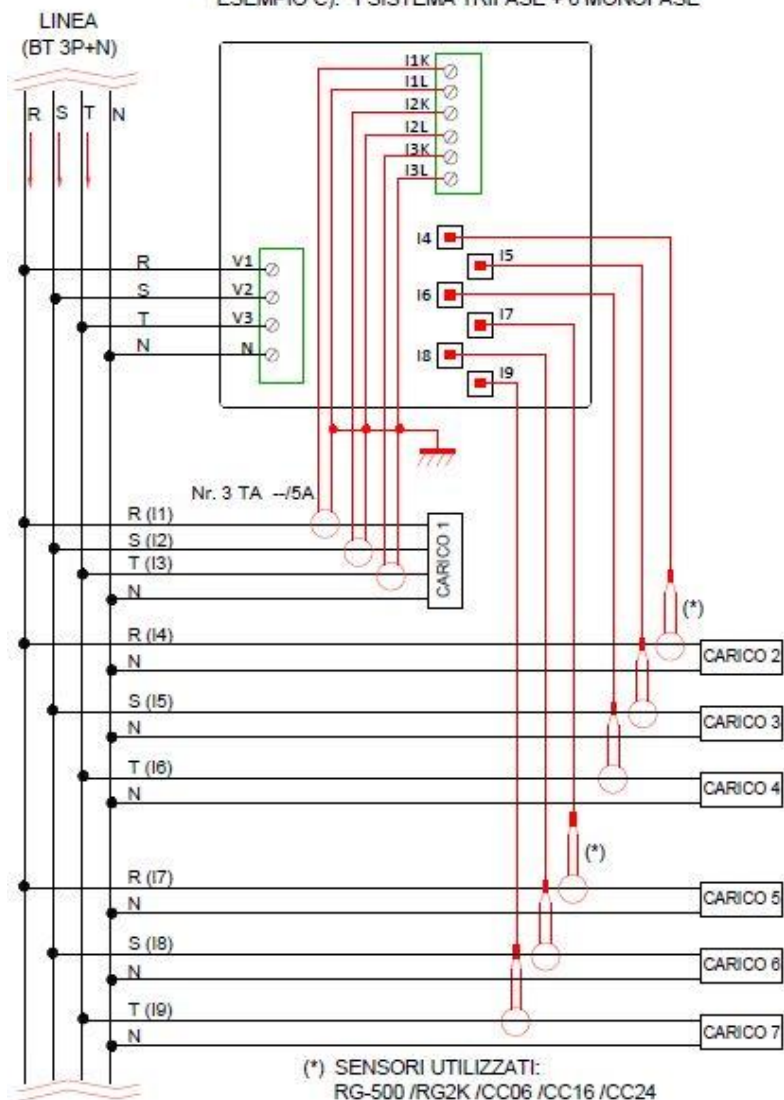 ESEMPIO C): 1 SISTEMA TRIFASE + 6 MONOFASE
LINEA
(BT 3P+N)
R S T N
I1K
I1L
I2K
I2L
I3K
I3L
I4
I5
I6
I7
I8
I9
R V1
S V2
T V3
N N
Nr. 3 TA --/5A
R (I1)
S (I2)
T (I3)
N
CARICO 1
(*)
R (I4)
N
CARICO 2
S (I5)
N
CARICO 3
T (I6)
N
CARICO 4
(*)
R (I7)
N
CARICO 5
S (I8)
N
CARICO 6
T (I9)
N
CARICO 7
(*) SENSORI UTILIZZATI:
RG-500 /RG2K /CC06 /CC16 /CC24